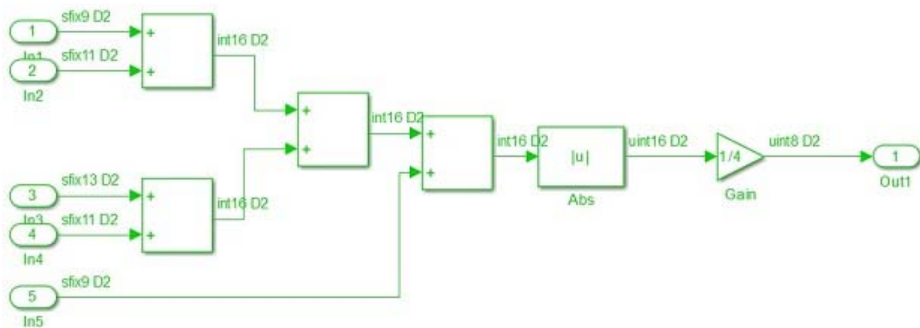 sfix9 D2
1
In1
+
int16 D2
sfix11 D2
2
In2
+
+
int16 D2
+
+
int16 D2
|u|
Abs
uint16 D2
1/4
Gain
uint8 D2
1
Out1
+
sfix13 D2
3
In3
+
int16 D2
sfix11 D2
4
In4
+
sfix9 D2
5
In5